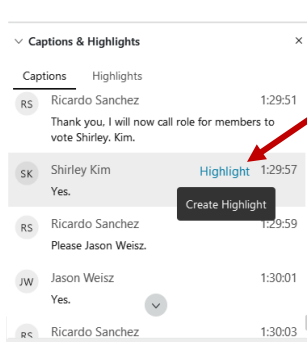 Captions & Highlights
Captions Highlights
RS Ricardo Sanchez 1:29:51
Thank you, I will now call role for members to
vote Shirley. Kim.
SK Shirley Kim Highlight 1:29:57
Yes.
Create Highlight
RS Ricardo Sanchez 1:29:59
Please Jason Weisz.
JW Jason Weisz 1:30:01
Yes.
RS Ricardo Sanchez 1:30:03